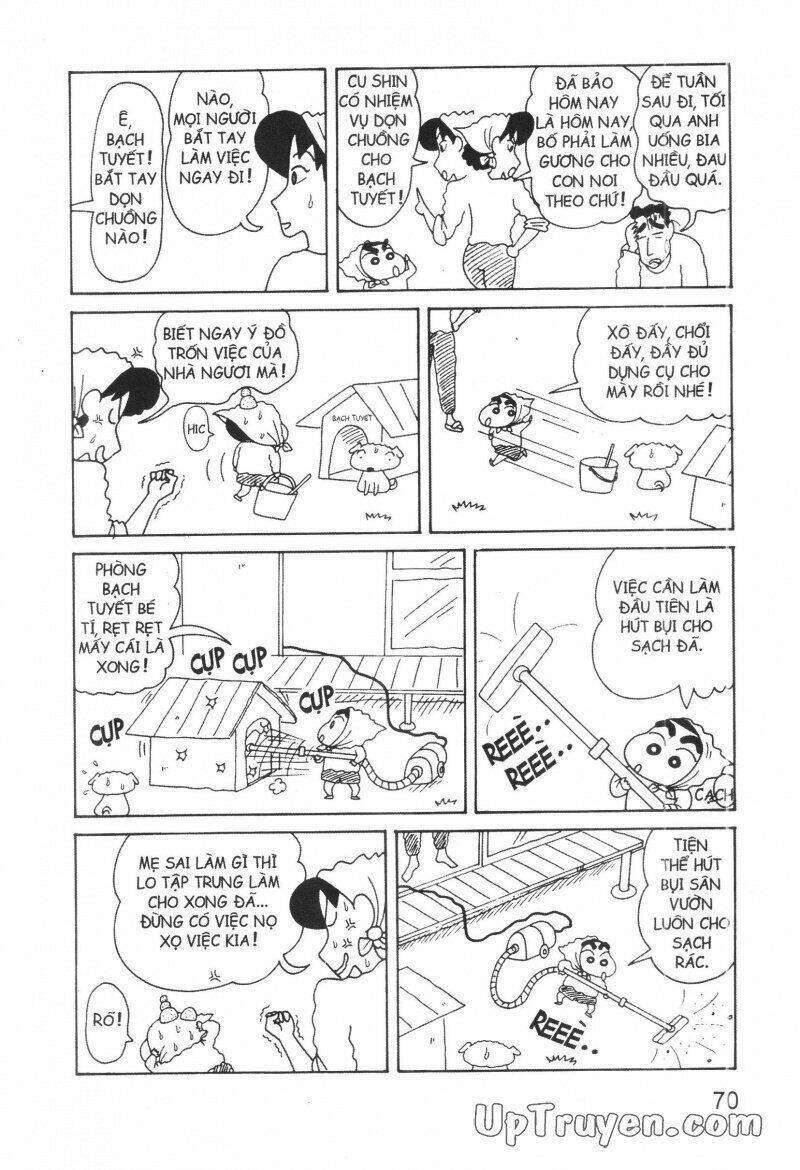 ĐỂ TUẦN
SAU ĐI, TỐI
QUA ANH
UỐNG BIA
NHIỀU, ĐAU
ĐẦU QUÁ.
ĐÃ BẢO
HÔM NAY
LÀ HÔM NAY,
BỐ PHẢI LÀM
GƯƠNG CHO
CON NOI
THEO CHỨ!
CU SHIN
CÓ NHIỆM
VỤ DỌN
CHUỒNG
CHO
BẠCH
TUYẾT!
NÀO,
MỌI NGƯỜI
BẮT TAY
LÀM VIỆC
NGAY ĐI!
Ê,
BẠCH
TUYẾT!
BẮT TAY
DỌN
CHUỒNG
NÀO!
XÔ ĐẤY, CHỔI
ĐẤY, ĐẦY ĐỦ
DỤNG CỤ CHO
MÀY RỒI NHÉ!
BIẾT NGAY Ý ĐỒ
TRỐN VIỆC CỦA
NHÀ NGƯƠI MÀ!
HIC
BẠCH TUYẾT
VIỆC CẦN LÀM
ĐẦU TIÊN LÀ
HÚT BỤI CHO
SẠCH ĐÃ.
REEÈ..
REEÈ..
CẠCH
PHÒNG
BẠCH
TUYẾT BÉ
TÍ, RẸT RẸT
MẤY CÁI LÀ
XONG!
CỤP CỤP
CỤP
CỤP
TIỆN
THỂ HÚT
BỤI SÂN
VƯỜN
LUÔN CHO
SẠCH
RÁC.
REEÈ..
MẸ SAI LÀM GÌ THÌ
LO TẬP TRUNG LÀM
CHO XONG ĐÃ...
ĐỪNG CÓ VIỆC NỌ
XỌ VIỆC KIA!
RÕ!
70
UpTruyen.com